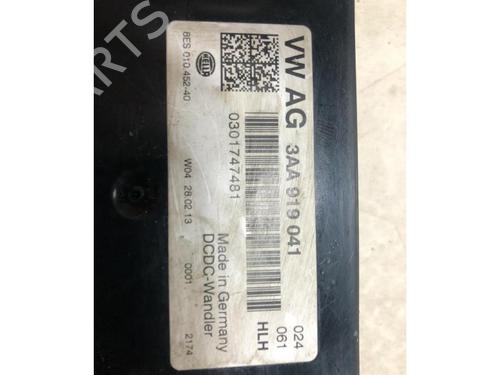 VW AG
3AA 919 041
024
061
HLH
0301747481
Made in Germany
DCDC-Wandler
HELLA
8ES 010.452-40
W04 28.02.13 0001 2174
PARTS